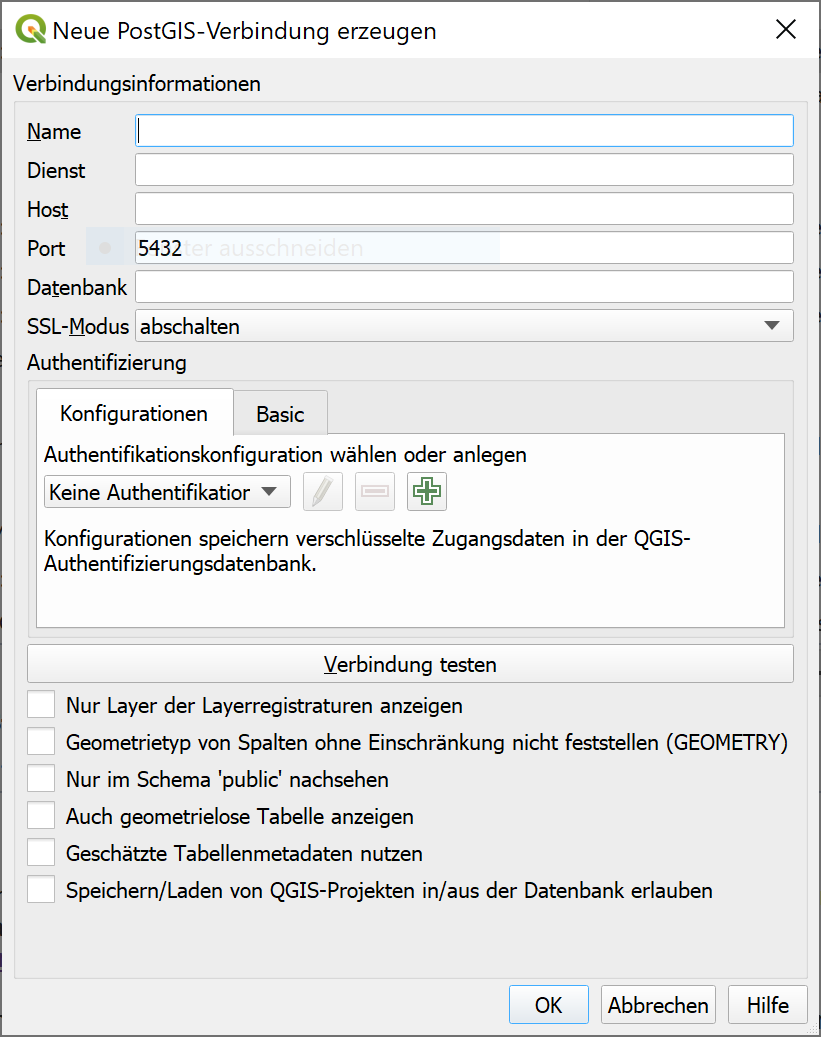 Neue PostGIS-Verbindung erzeugen
Verbindungsinformationen
Name
Dienst
Host
Port 5432 ter ausschneiden
Datenbank
SSL-Modus abschalten
Authentifizierung
Konfigurationen Basic
Authentifikationskonfiguration wählen oder anlegen
Keine Authentifikation
Konfigurationen speichern verschlüsselte Zugangsdaten in der QGIS-
Authentifizierungsdatenbank.
Verbindung testen
Nur Layer der Layerregistraturen anzeigen
Geometrietyp von Spalten ohne Einschränkung nicht feststellen (GEOMETRY)
Nur im Schema 'public' nachsehen
Auch geometrielose Tabelle anzeigen
Geschätzte Tabellenmetadaten nutzen
Speichern/Laden von QGIS-Projekten in/aus der Datenbank erlauben
OK Abbrechen Hilfe